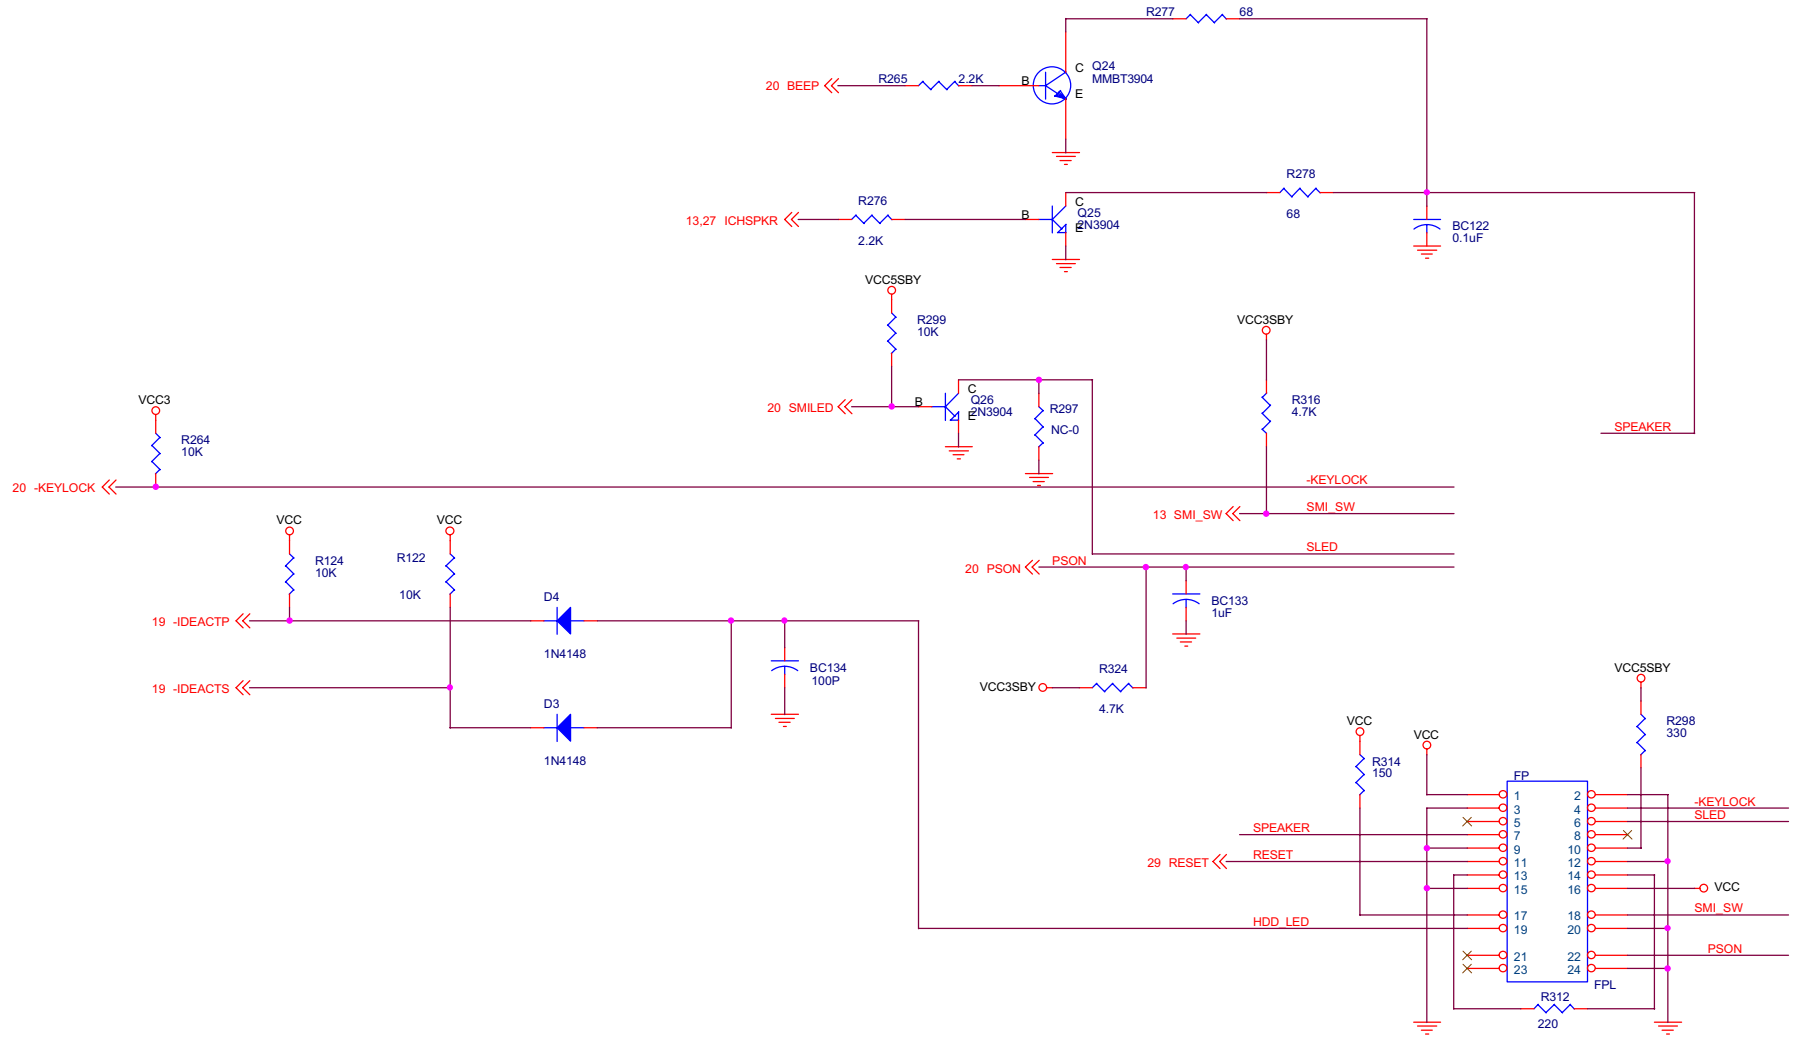 R277 68
C Q24
MMBT3904
20 BEEP R265 2.2K B
E
R278
68
R276
13,27 ICHSPKR B
2.2K
C
Q25
2N3904
E
BC122
0.1uF
VCC5SBY
R299
10K
VCC3SBY
R316
4.7K
C
Q26
2N3904
E
20 SMILED B
R297
NC-0
SPEAKER
VCC3
R264
10K
20 -KEYLOCK -KEYLOCK
13 SMI_SW SMI_SW
SLED
20 PSON PSON
VCC VCC
R124
10K
R122
10K
D4
1N4148
19 -IDEACTP
BC133
1uF
BC134
100P
19 -IDEACTS
D3
1N4148
R324
VCC3SBY
4.7K
VCC5SBY
R298
330
VCC
R314
150
VCC
FP
1 2
3 4 -KEYLOCK
5 6 SLED
SPEAKER 7 8
9 10
29 RESET RESET 11 12
13 14
15 16 VCC
17 18 SMI_SW
HDD_LED 19 20
21 22 PSON
23 24
FPL
R312
220